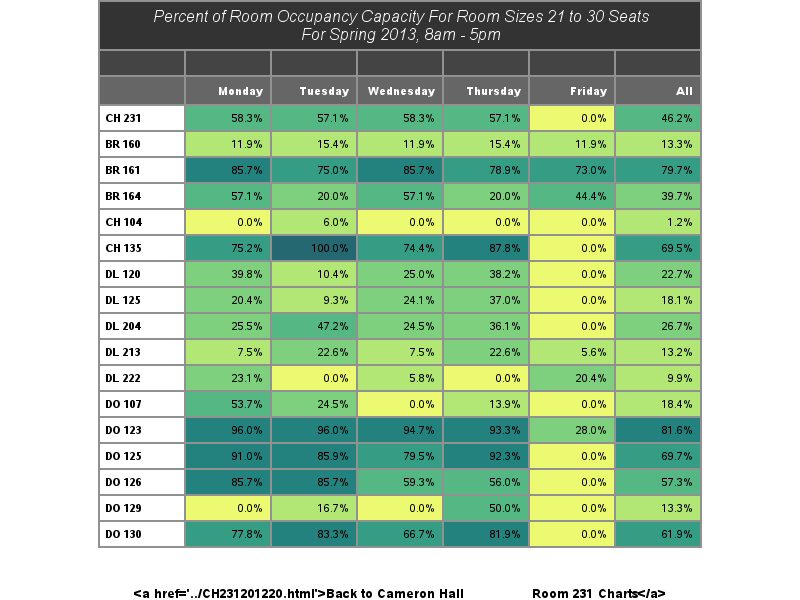 Percent of Room Occupancy Capacity For Room Sizes 21 to 30 Seats
For Spring 2013, 8am - 5pm
Monday Tuesday Wednesday Thursday Friday All
CH 231 58.3% 57.1% 58.3% 57.1% 0.0% 46.2%
BR 160 11.9% 15.4% 11.9% 15.4% 11.9% 13.3%
BR 161 85.7% 75.0% 85.7% 78.9% 73.0% 79.7%
BR 164 57.1% 20.0% 57.1% 20.0% 44.4% 39.7%
CH 104 0.0% 6.0% 0.0% 0.0% 0.0% 1.2%
CH 135 75.2% 100.0% 74.4% 87.8% 0.0% 69.5%
DL 120 39.8% 10.4% 25.0% 38.2% 0.0% 22.7%
DL 125 20.4% 9.3% 24.1% 37.0% 0.0% 18.1%
DL 204 25.5% 47.2% 24.5% 36.1% 0.0% 26.7%
DL 213 7.5% 22.6% 7.5% 22.6% 5.6% 13.2%
DL 222 23.1% 0.0% 5.8% 0.0% 20.4% 9.9%
DO 107 53.7% 24.5% 0.0% 13.9% 0.0% 18.4%
DO 123 96.0% 96.0% 94.7% 93.3% 28.0% 81.6%
DO 125 91.0% 85.9% 79.5% 92.3% 0.0% 69.7%
DO 126 85.7% 85.7% 59.3% 56.0% 0.0% 57.3%
DO 129 0.0% 16.7% 0.0% 50.0% 0.0% 13.3%
DO 130 77.8% 83.3% 66.7% 81.9% 0.0% 61.9%
<a href='../CH231201220.html'>Back to Cameron Hall Room 231 Charts</a>